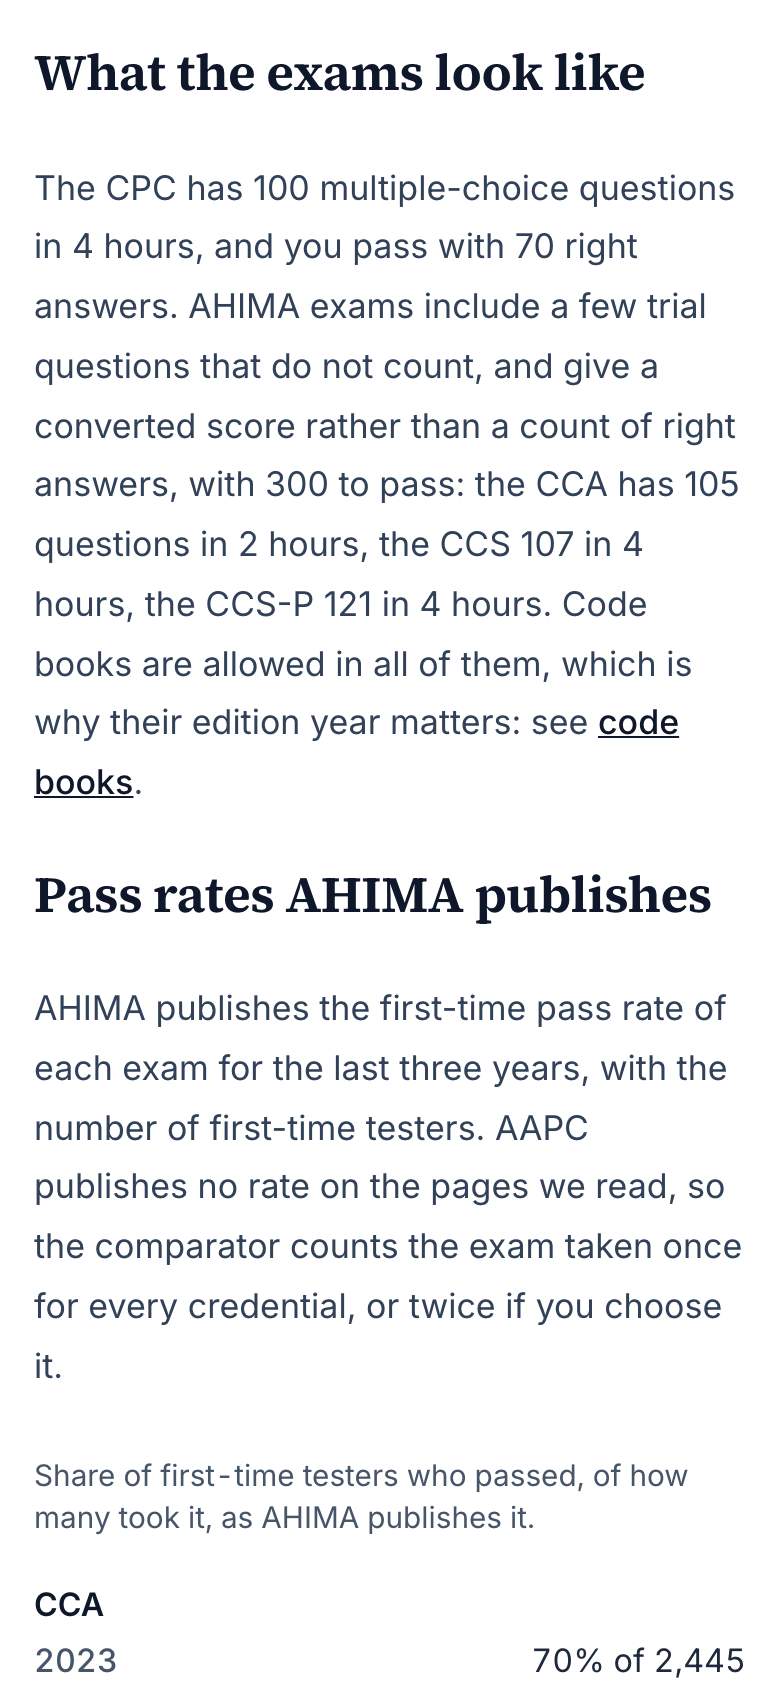 What the exams look like
The CPC has 100 multiple-choice questions
in 4 hours, and you pass with 70 right
answers. AHIMA exams include a few trial
questions that do not count, and give a
converted score rather than a count of right
answers, with 300 to pass: the CCA has 105
questions in 2 hours, the CCS 107 in 4
hours, the CCS-P 121 in 4 hours. Code
books are allowed in all of them, which is
why their edition year matters: see code
books.
Pass rates AHIMA publishes
AHIMA publishes the first-time pass rate of
each exam for the last three years, with the
number of first-time testers. AAPC
publishes no rate on the pages we read, so
the comparator counts the exam taken once
for every credential, or twice if you choose
it.
Share of first-time testers who passed, of how
many took it, as AHIMA publishes it.
CCA
2023 70% of 2,445